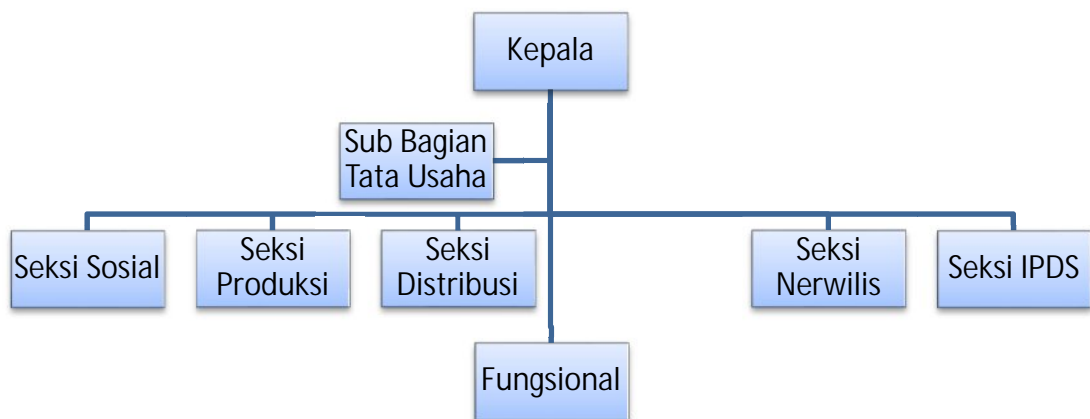 Kepala
Sub Bagian
Tata Usaha
Seksi Sosial
Seksi
Produksi
Seksi
Distribusi
Seksi
Nerwilis
Seksi IPDS
Fungsional